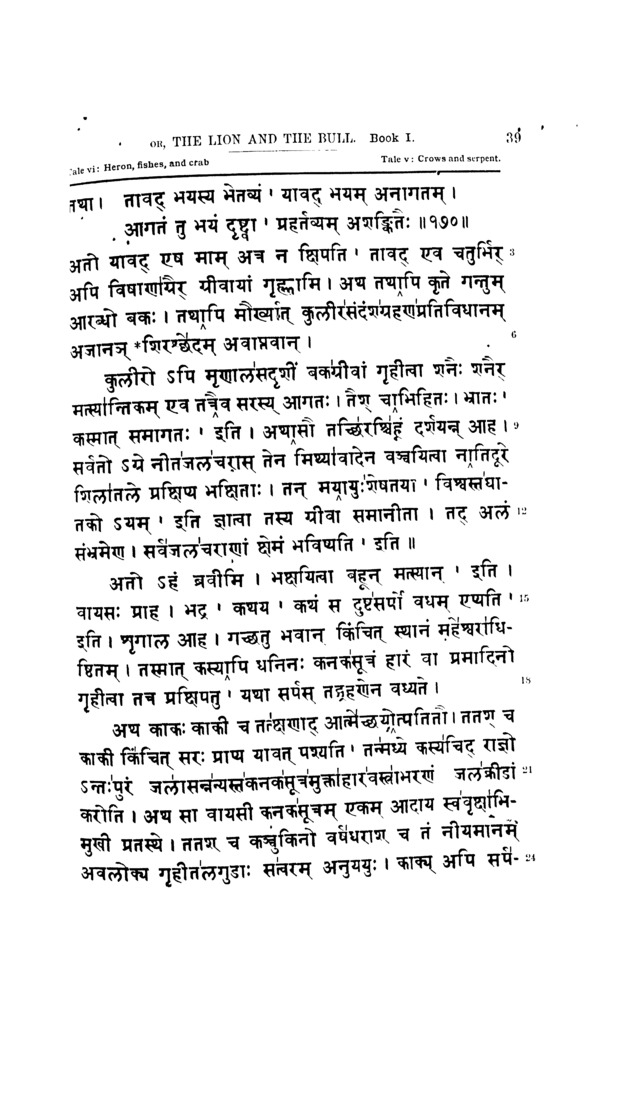 OR, THE LION AND THE BULL. Book I. 39
Tale vi: Heron, fishes, and crab Tale v: Crows and serpent.
तथा। तावद् भयस्य भेतव्यं ' यावद् भयम् अनागतम् ।
आगतं तु भयं दृष्ट्वा ' प्रहर्तव्यम् अशङ्कितैः ॥१७०॥
अतो यावद् एष माम् अत्र न क्षिपति ' तावद् एव चतुर्भिर् 3
अपि विषाणायैर् ग्रीवायां गृह्णामि । अथ तथापि कृते गन्तुम्
आरब्धो बकः । तथापि मौर्ख्यात् कुलीरसंदंशग्रहणप्रतिविधानम्
अजानञ् *शिरश्छेदम् अवाप्तवान् । 6
कुलीरो ऽपि मृणालसदृशीं बकग्रीवां गृहीत्वा शनैः शनैर्
मत्स्यान्तिकम् एव तत्रैव सरस्य् आगतः । तैश् चाभिहितः । भ्रातः '
कस्मात् समागतः ' इति । अथासौ तच्छिरश्चिह्नं दर्शयन्न् आह । 9
सर्वतो ऽये नीतजलचरास् तेन मिथ्यावादेन वञ्चयित्वा नातिदूरे
शिलातले प्रक्षिप्य भक्षिताः । तन् मयायुःशेषतया ' विश्वस्तघा-
तको ऽयम् ' इति ज्ञात्वा तस्य ग्रीवा समानीता । तद् अलं 12
संभ्रमेण । सर्वजलचराणां क्षेमं भविष्यति ' इति ॥
अतो ऽहं ब्रवीमि । भक्षयित्वा बहून् मत्स्यान् ' इति ।
वायसः प्राह । भद्र ' कथय ' कथं स दुष्टसर्पो वधम् एष्यति ' 15
इति । शृगाल आह । गच्छतु भवान् किंचित् स्थानं महेश्वराधि-
ष्ठितम् । तस्मात् कस्यापि धनिनः कनकसूत्रं हारं वा प्रमादिनो
गृहीत्वा तत्र प्रक्षिपतु ' यथा सर्पस् तद्ग्रहणेन वध्यते । 18
अथ काकः काकी च तत्क्षणाद् आत्मेच्छयोत्पतितौ । ततश् च
काकी किंचित् सरः प्राप्य यावत् पश्यति ' तन्मध्ये कस्यचिद् राज्ञो
ऽन्तःपुरं जलासन्नन्यस्तकनकसूत्रमुक्ताहारवस्त्राभरणं जलक्रीडां 21
करोति । अथ सा वायसी कनकसूत्रम् एकम् आदाय स्ववृक्षाभि-
मुखी प्रतस्थे । ततश् च कञ्चुकिनो वर्षधराश् च तं नीयमानम्
अवलोक्य गृहीतलगुडाः सत्वरम् अनुययुः । काक्य् अपि सर्प- 24